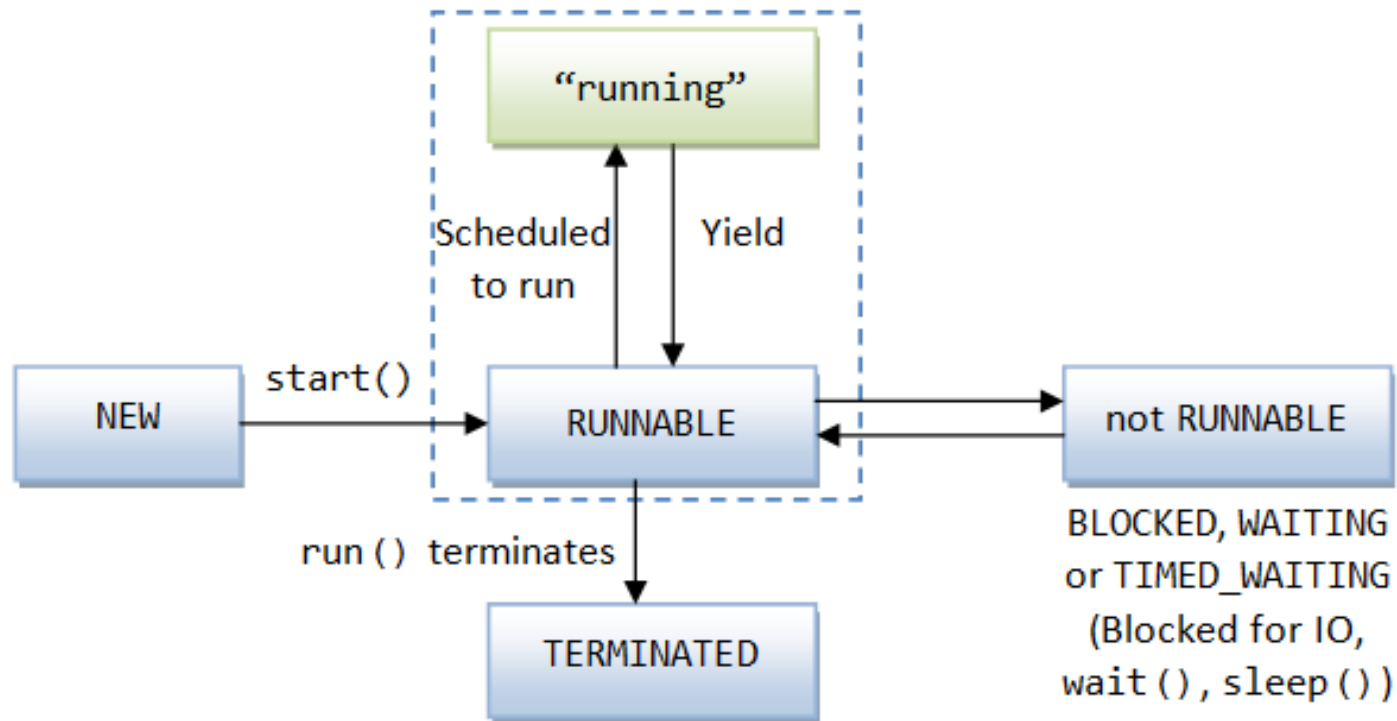 “running”
Scheduled
to run
Yield
start()
NEW
RUNNABLE
not RUNNABLE
run() terminates
BLOCKED, WAITING
or TIMED_WAITING
(Blocked for IO,
wait(), sleep())
TERMINATED